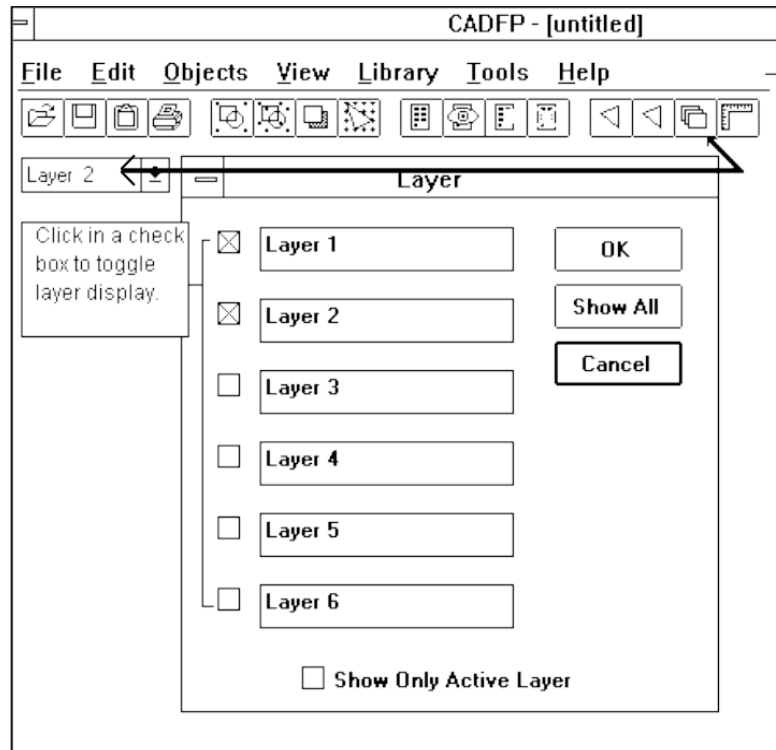 CADFP - [untitled]
File Edit Objects View Library Tools Help
Layer 2
Layer
Click in a check
box to toggle
layer display.
Layer 1
OK
Layer 2
Show All
Layer 3
Cancel
Layer 4
Layer 5
Layer 6
Show Only Active Layer